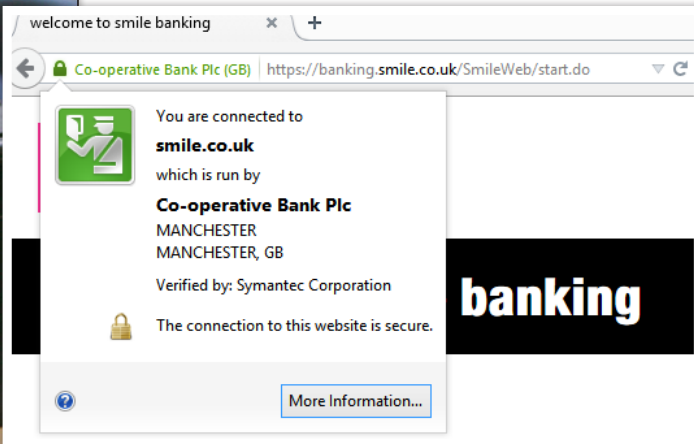 welcome to smile banking
Co-operative Bank Plc (GB) https://banking.smile.co.uk/SmileWeb/start.do
You are connected to
smile.co.uk
which is run by
Co-operative Bank Plc
MANCHESTER
MANCHESTER, GB
Verified by: Symantec Corporation
banking
The connection to this website is secure.
More Information...